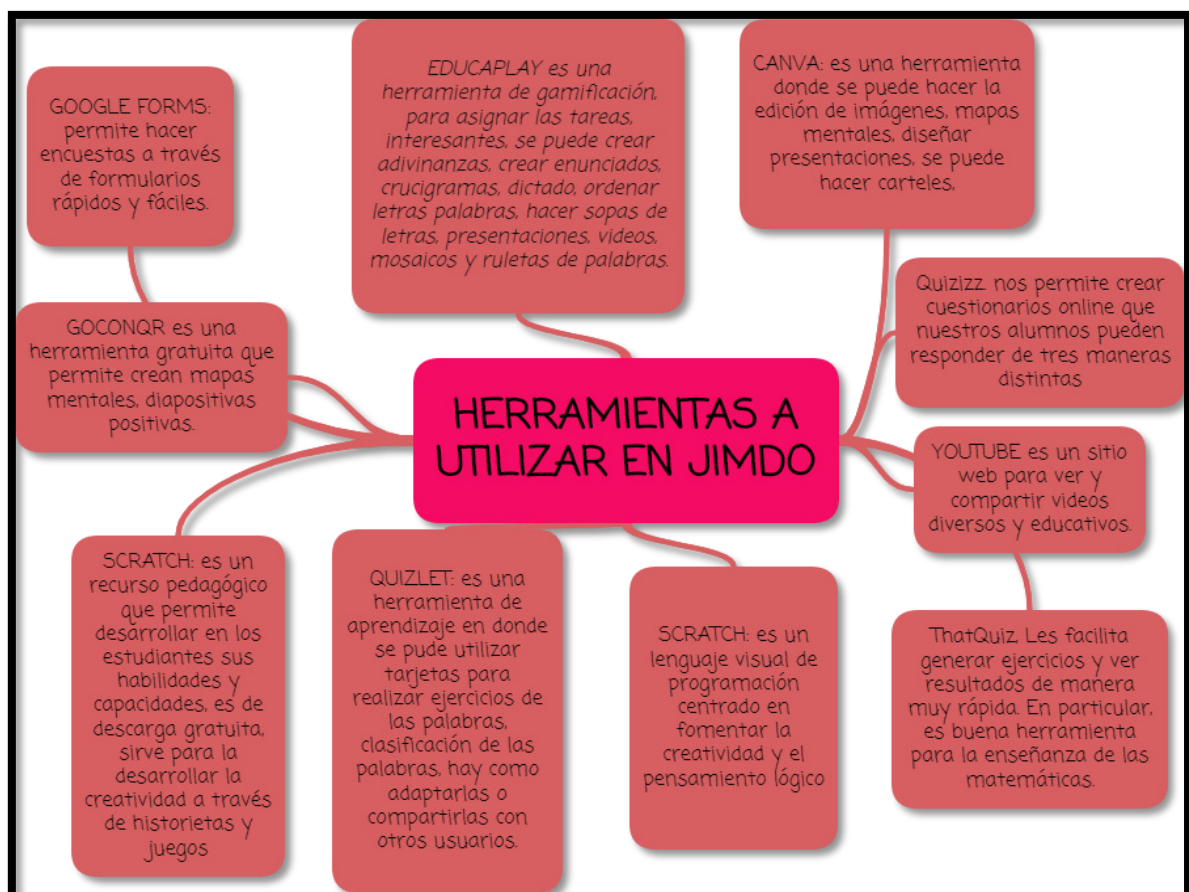 HERRAMIENTAS A
UTILIZAR EN JIMDO
GOOGLE FORMS:
permite hacer
encuestas a través
de formularios
rápidos y fáciles.
EDUCAPLAY es una
herramienta de gamificación,
para asignar las tareas,
interesantes, se puede crear
adivinanzas, crear enunciados,
crucigramas, dictado, ordenar
letras palabras, hacer sopas de
letras, presentaciones, videos,
mosaicos y ruletas de palabras.
CANVA: es una herramienta
donde se puede hacer la
edición de imágenes, mapas
mentales, diseñar
presentaciones, se puede
hacer carteles,
GOCONQR es una
herramienta gratuita que
permite crean mapas
mentales, diapositivas
positivas.
Quizizz nos permite crear
cuestionarios online que
nuestros alumnos pueden
responder de tres maneras
distintas
YOUTUBE es un sitio
web para ver y
compartir videos
diversos y educativos.
SCRATCH: es un
recurso pedagógico
que permite
desarrollar en los
estudiantes sus
habilidades y
capacidades, es de
descarga gratuita,
sirve para la
desarrollar la
creatividad a través
de historietas y
juegos
QUIZLET: es una
herramienta de
aprendizaje en donde
se pude utilizar
tarjetas para
realizar ejercicios de
las palabras,
clasificación de las
palabras, hay como
adaptarlas o
compartirlas con
otros usuarios.
SCRATCH: es un
lenguaje visual de
programación
centrado en
fomentar la
creatividad y el
pensamiento lógico
ThatQuiz Les facilita
generar ejercicios y ver
resultados de manera
muy rápida. En particular,
es buena herramienta
para la enseñanza de las
matemáticas.